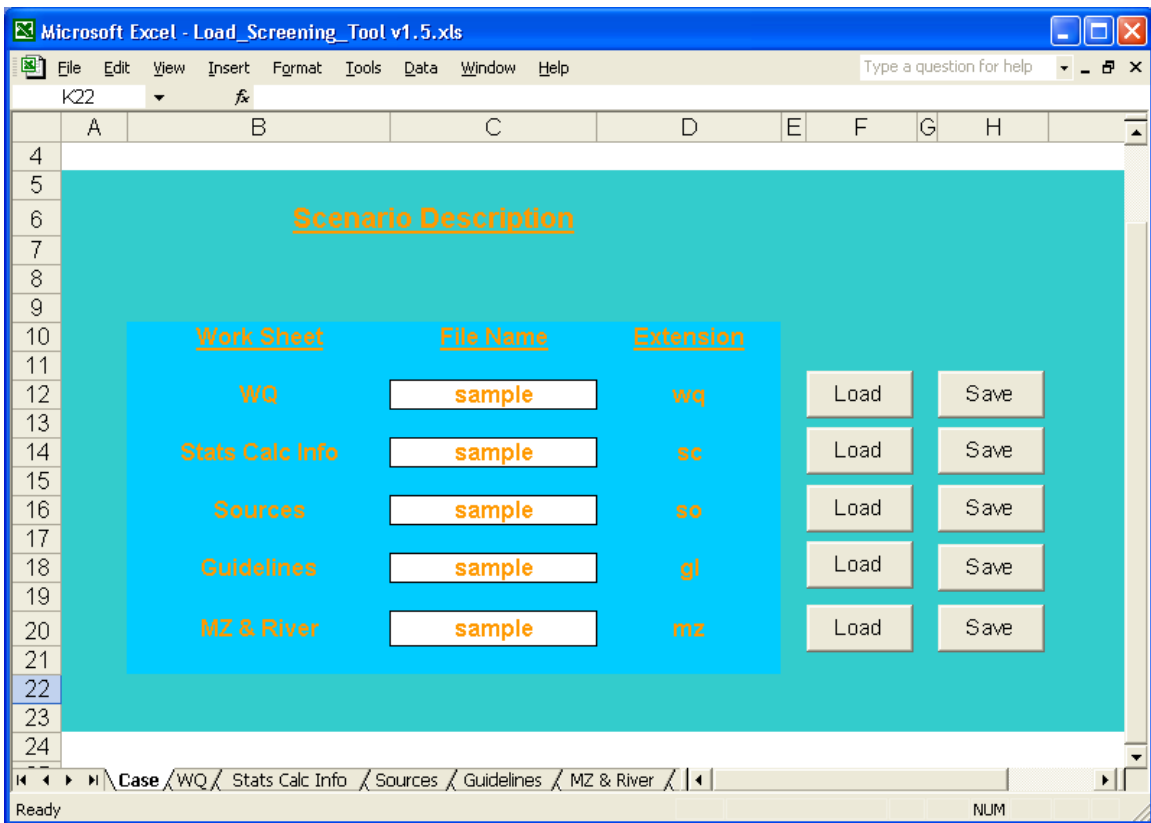 Microsoft Excel - Load_Screening_Tool v1.5.xls
File Edit View Insert Format Tools Data Window Help Type a question for help
K22 fx
A B C D E F G H
4
5
6 Scenario Description
7
8
9
10 Work Sheet File Name Extension
11
12 WQ sample wq Load Save
13
14 Stats Calc Info sample sc Load Save
15
16 Sources sample so Load Save
17
18 Guidelines sample gl Load Save
19
20 MZ & River sample mz Load Save
21
22
23
24
Case WQ Stats Calc Info Sources Guidelines MZ & River
Ready NUM